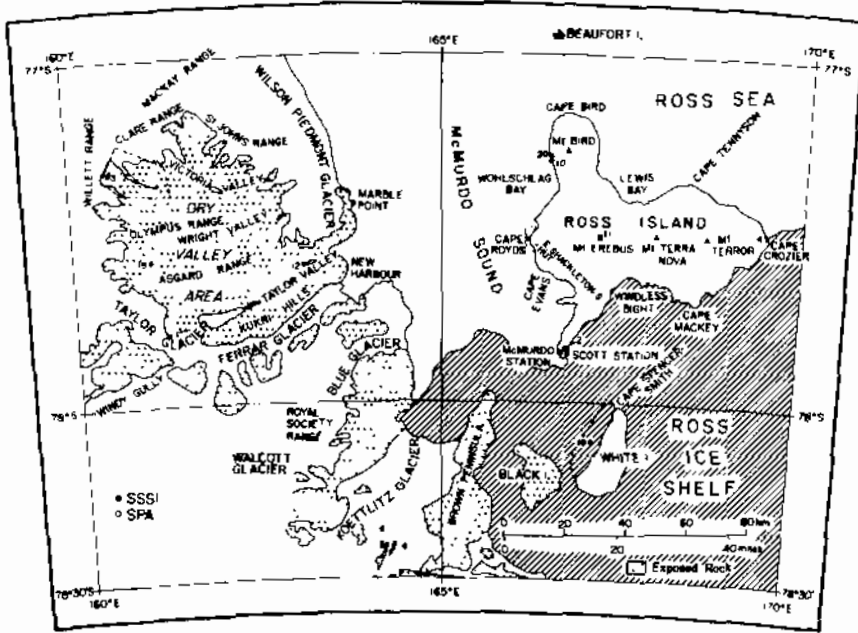 BEAUFORT I.
160°E
165°E
170°E
77°S
77°S
MACKAY RANGE
WILSON PIEDMONT GLACIER
CAPE BIRD
ROSS SEA
CLARE RANGE
ST JOHNS RANGE
McMURDO
SOUND
Mt BIRD
CAPE TENNYSON
WILLETT RANGE
VICTORIA VALLEY
WOHLSCHLAG
BAY
LEWIS
BAY
MARBLE
POINT
DRY
VALLEY
AREA
OLYMPUS RANGE
WRIGHT VALLEY
ROSS ISLAND
CAPE
ROYDS
Mt EREBUS
Mt TERRA
NOVA
Mt
TERROR
CAPE
CROZIER
ASGARD RANGE
NEW
HARBOUR
TAYLOR VALLEY
CAPE
EVANS
WINDLESS
BIGHT
CAPE
MACKEY
TAYLOR
GLACIER
KUKRI HILLS
FERRAR GLACIER
McMURDO
STATION
SCOTT STATION
BLUE GLACIER
CAPE SPENCER-
SMITH
WINDY GULLY
78°S
78°S
ROYAL
SOCIETY
RANGE
WALCOTT
GLACIER
KOETTLITZ GLACIER
BROWN PENINSULA
BLACK I.
WHITE I.
ROSS
ICE
SHELF
SSSI
SPA
0 20 40 60 80 km
0 20 40 miles
Exposed Rock
78°30'S
78°30'
160°E
165°E
170°E